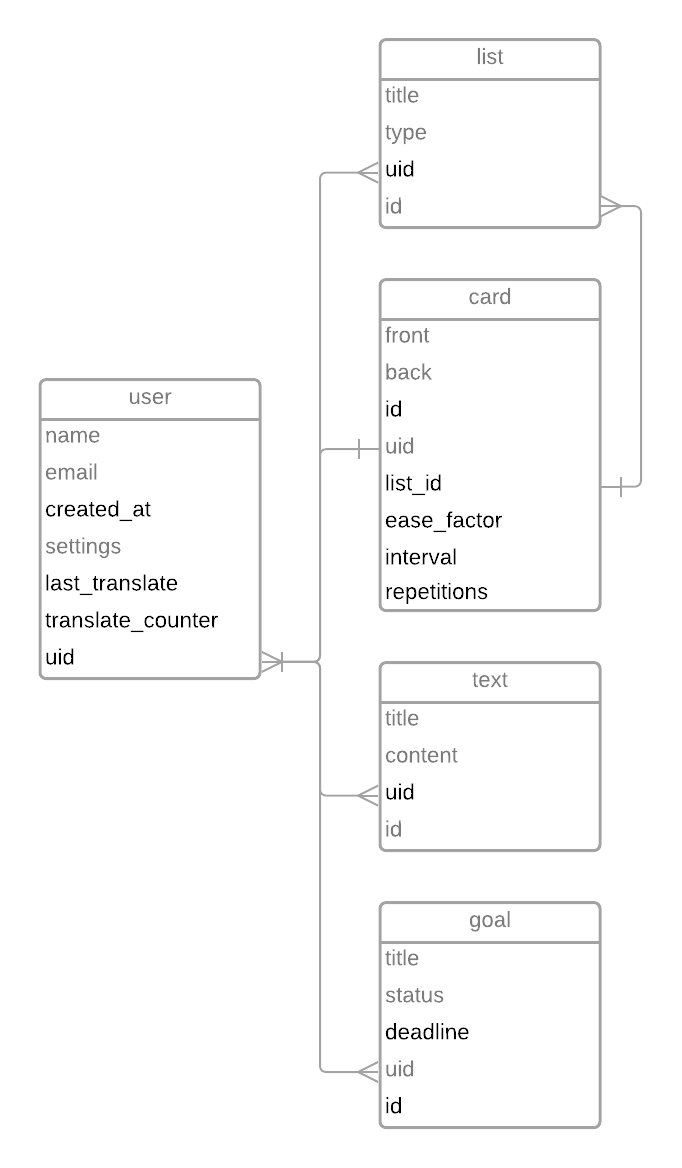 list
title
type
uid
id
card
front
back
id
uid
list_id
ease_factor
interval
repetitions
user
name
email
created_at
settings
last_translate
translate_counter
uid
text
title
content
uid
id
goal
title
status
deadline
uid
id